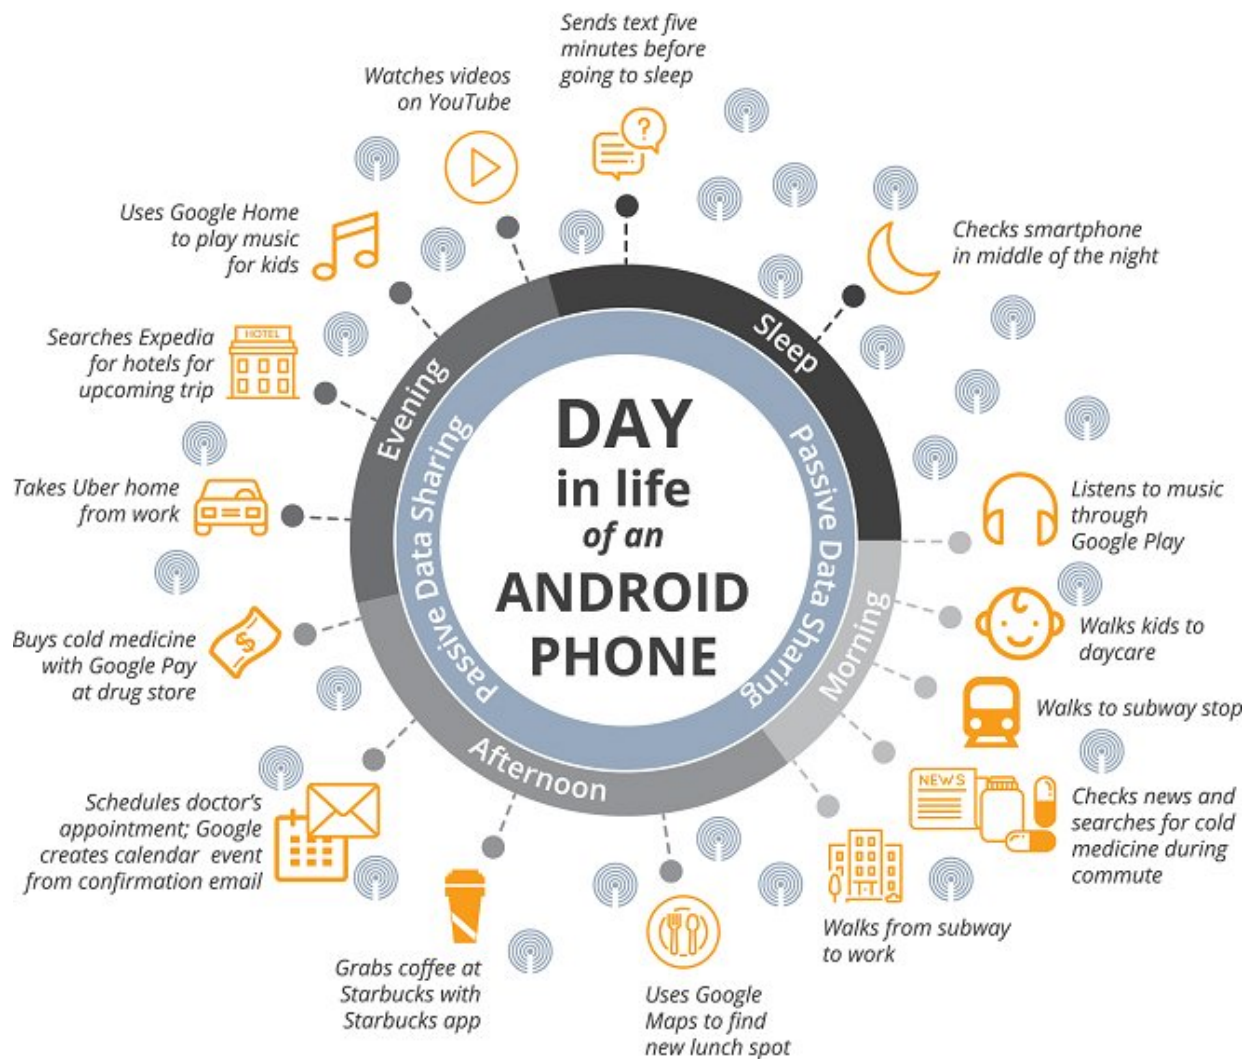 Sends text five
minutes before
going to sleep
Watches videos
on YouTube
Uses Google Home
to play music
for kids
Checks smartphone
in middle of the night
Searches Expedia
for hotels for
upcoming trip
HOTEL
Takes Uber home
from work
Buys cold medicine
with Google Pay
at drug store
Schedules doctor's
appointment; Google
creates calendar event
from confirmation email
Grabs coffee at
Starbucks with
Starbucks app
Uses Google
Maps to find
new lunch spot
Walks from subway
to work
NEWS
Checks news and
searches for cold
medicine during
commute
Walks to subway stop
Walks kids to
daycare
Listens to music
through
Google Play
Sleep
Morning
Afternoon
Evening
Passive Data Sharing
Passive Data Sharing
DAY
in life
of an
ANDROID
PHONE
?
$